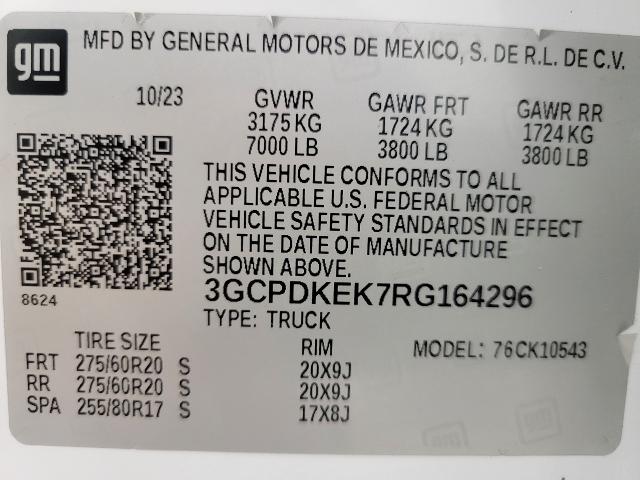 gm
MFD BY GENERAL MOTORS DE MEXICO, S. DE R.L. DE C.V.
10/23 GVWR GAWR FRT GAWR RR
3175 KG 1724 KG 1724 KG
7000 LB 3800 LB 3800 LB
THIS VEHICLE CONFORMS TO ALL
APPLICABLE U.S. FEDERAL MOTOR
VEHICLE SAFETY STANDARDS IN EFFECT
ON THE DATE OF MANUFACTURE
SHOWN ABOVE.
8624
3GCPDKEK7RG164296
TYPE: TRUCK
TIRE SIZE RIM MODEL: 76CK10543
FRT 275/60R20 S 20X9J
RR 275/60R20 S 20X9J
SPA 255/80R17 S 17X8J
gm
gm